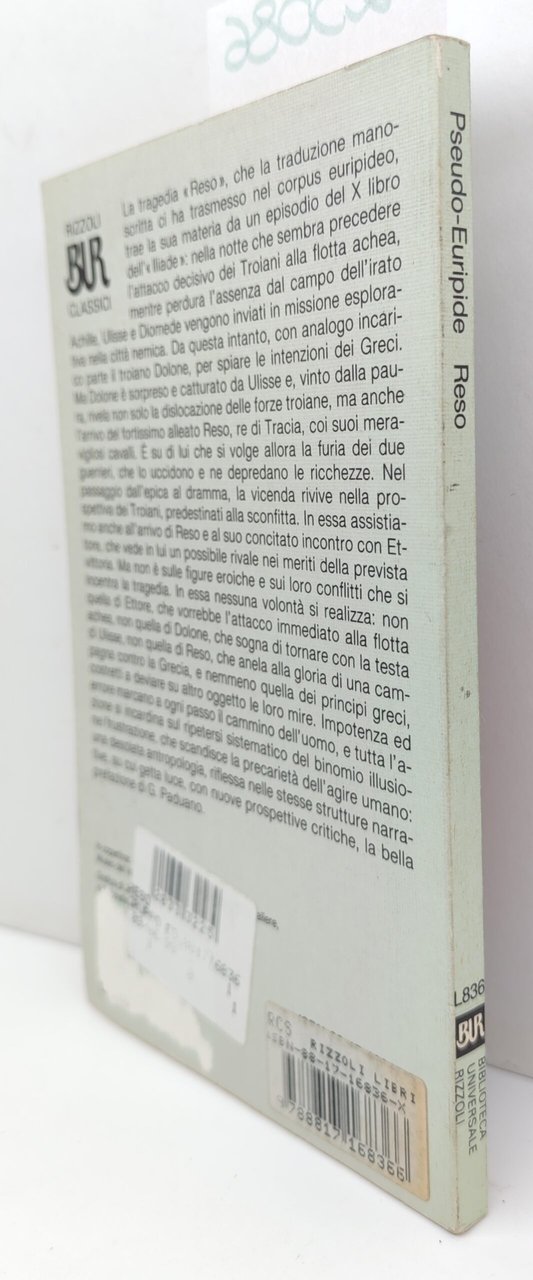 28005
Pseudo-Euripide Reso
RIZZOLI
BUR
CLASSICI
La tragedia «Reso», che la traduzione mano-
scritta ci ha trasmesso nel corpus euripideo,
trae la sua materia da un episodio del X libro
dell'«Iliade»: nella notte che sembra precedere
l'attacco decisivo dei Troiani alla flotta achea,
mentre perdura l'assenza dal campo dell'irato
Achille, Ulisse e Diomede vengono inviati in missione esplora-
tiva nella città nemica. Da questa intanto, con analogo incari-
co parte il troiano Dolone, per spiare le intenzioni dei Greci.
Ma Dolone è sorpreso e catturato da Ulisse e, vinto dalla pau-
ra, rivela non solo la dislocazione delle forze troiane, ma anche
l'arrivo del fortissimo alleato Reso, re di Tracia, coi suoi mera-
vigliosi cavalli. È su di lui che si volge allora la furia dei due
guerrieri, che lo uccidono e ne depredano le ricchezze. Nel
passaggio dall'epica al dramma, la vicenda rivive nella pro-
spettiva dei Troiani, predestinati alla sconfitta. In essa assistia-
mo anche all'arrivo di Reso e al suo concitato incontro con Et-
tore, che vede in lui un possibile rivale nei meriti della prevista
vittoria. Ma non è sulle figure eroiche e sui loro conflitti che si
incentra la tragedia. In essa nessuna volontà si realizza: non
quella di Ettore, che vorrebbe l'attacco immediato alla flotta
achea, non quella di Dolone, che sogna di tornare con la testa
di Ulisse, non quella di Reso, che anela alla gloria di una cam-
pagna contro la Grecia, e nemmeno quella dei principi greci,
costretti a deviare su altro oggetto le loro mire. Impotenza ed
errore marcano a ogni passo il cammino dell'uomo, e tutta l'a-
zione si incardina sul ripetersi sistematico del binomio illusio-
ne/frustrazione, che scandisce la precarietà dell'agire umano:
una desolata antropologia, riflessa nelle stesse strutture narra-
tive, su cui getta luce, con nuove prospettive critiche, la bella
prefazione di G. Paduano.
RCS RIZZOLI LIBRI
ISBN-88-17-16836-X
9 788817 168366
L836
BUR
BIBLIOTECA
UNIVERSALE
RIZZOLI